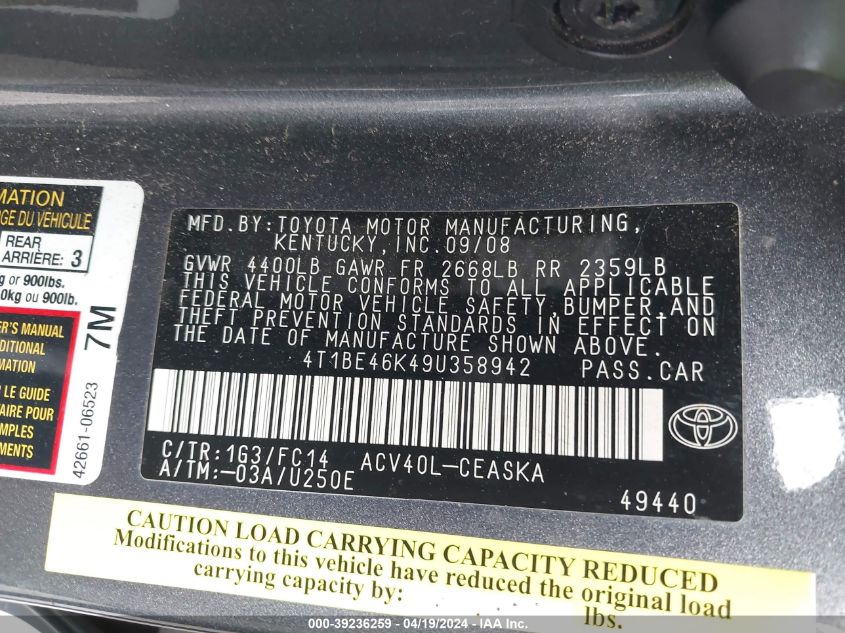 MATION
GE DU VÉHICULE
REAR
ARRIÈRE: 3
g or 900lbs.
0kg ou 900lb.
7M
R'S MANUAL
DITIONAL
MATION
LE GUIDE
AIRE POUR
MPLES
MENTS
42661-06523
MFD.BY:TOYOTA MOTOR MANUFACTURING,
KENTUCKY,INC.09/08
GVWR 4400LB GAWR FR 2668LB RR 2359LB
THIS VEHICLE CONFORMS TO ALL APPLICABLE
FEDERAL MOTOR VEHICLE SAFETY,BUMPER,AND
THEFT PREVENTION STANDARDS IN EFFECT ON
THE DATE OF MANUFACTURE SHOWN ABOVE.
4T1BE46K49U358942 PASS.CAR
C/TR:1G3/FC14 ACV40L-CEASKA
A/TM:-03A/U250E
49440
CAUTION LOAD CARRYING CAPACITY REDUCED
Modifications to this vehicle have reduced the original load
carrying capacity by: lbs.
000-39236259 - 04/19/2024 - IAA Inc.